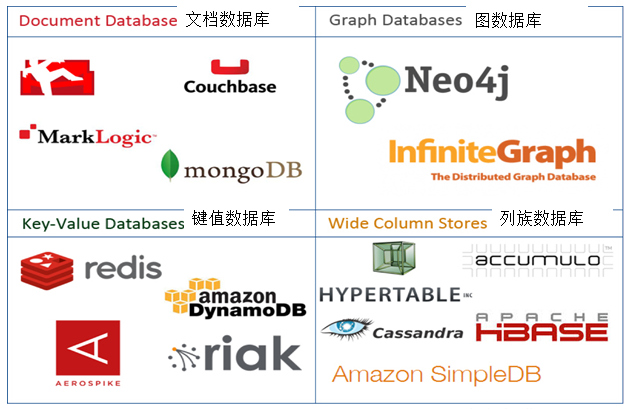 Document Database 文档数据库
Graph Databases 图数据库
Couchbase
MarkLogic™
mongoDB
Neo4j
InfiniteGraph
The Distributed Graph Database
Key-Value Databases 键值数据库
Wide Column Stores 列族数据库
redis
amazon
DynamoDB
AEROSPIKE
riak
accumulo™
HYPERTABLE INC
Cassandra
APACHE
HBASE
Amazon SimpleDB